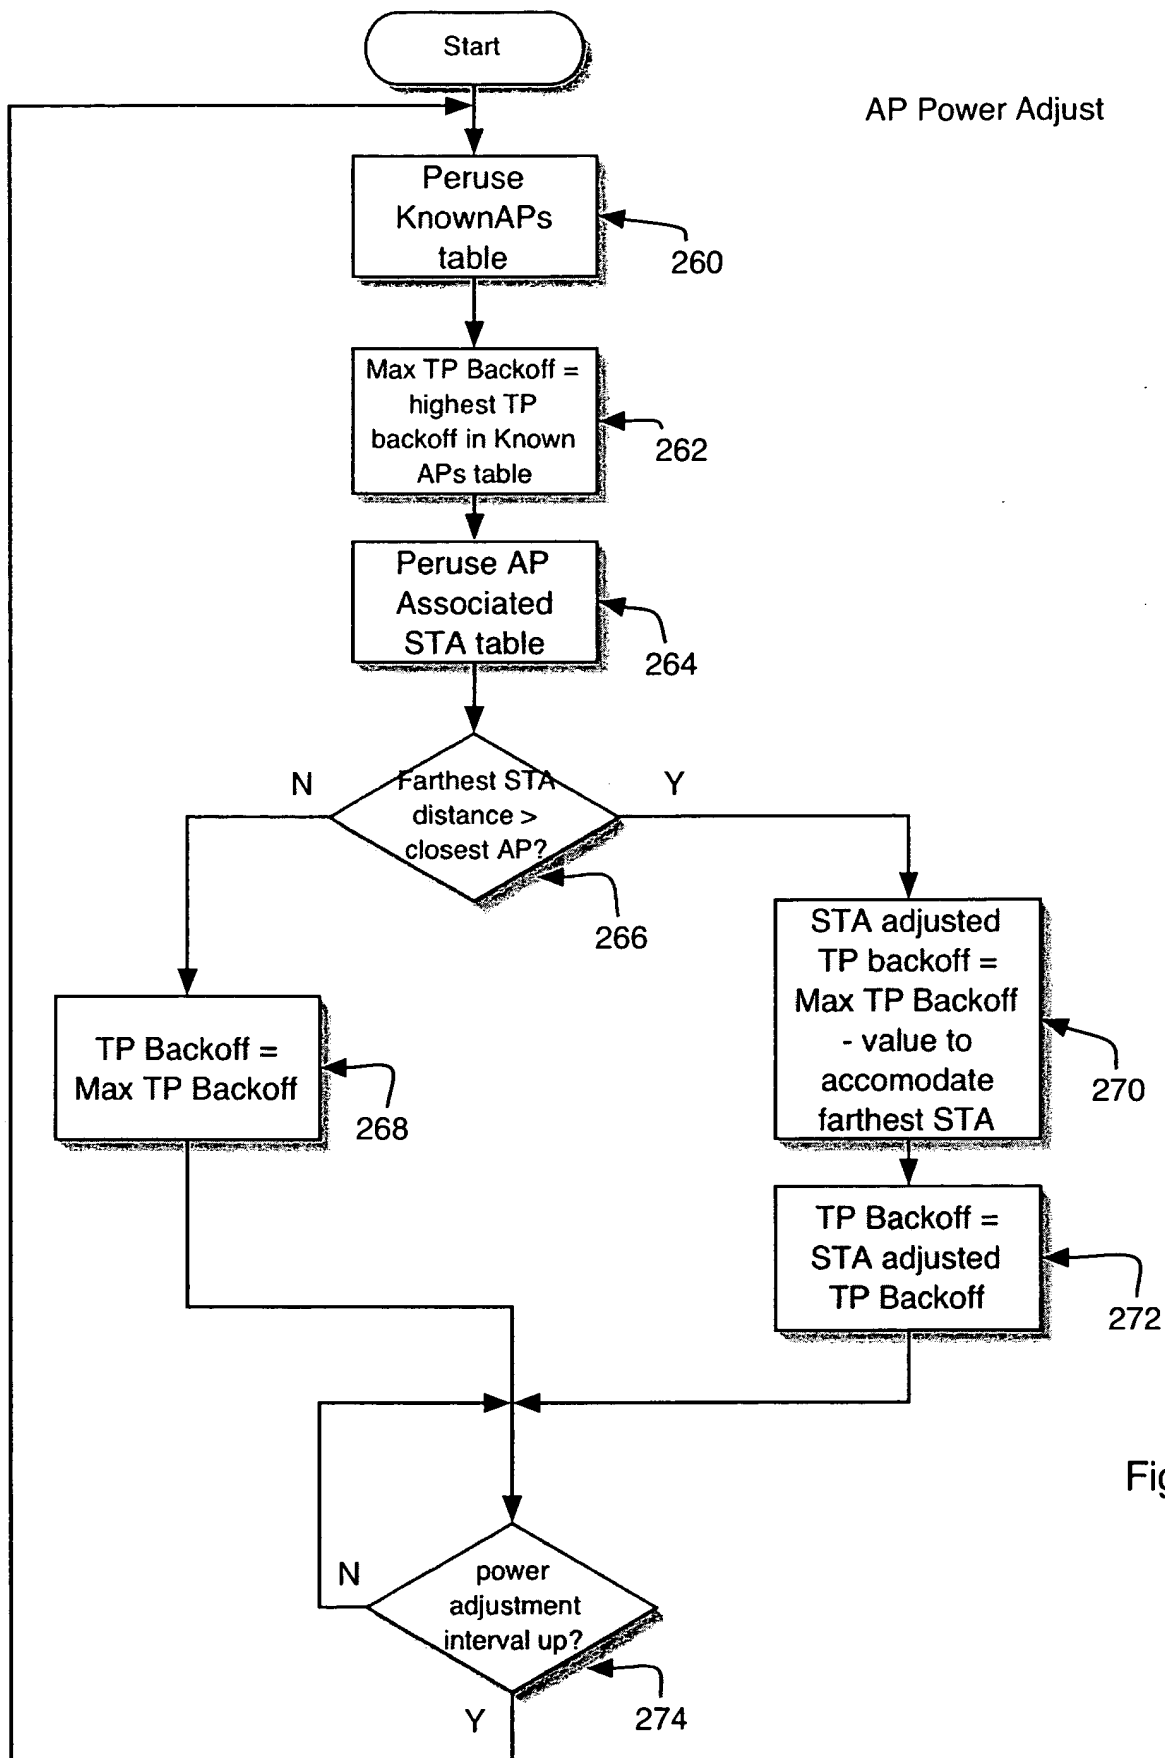 Start
AP Power Adjust
Peruse
KnownAPs
table
260
Max TP Backoff =
highest TP
backoff in Known
APs table
262
Peruse AP
Associated
STA table
264
N
Farthest STA
distance >
closest AP?
Y
266
TP Backoff =
Max TP Backoff
268
STA adjusted
TP backoff =
Max TP Backoff
- value to
accomodate
farthest STA
270
TP Backoff =
STA adjusted
TP Backoff
272
Fig
N
power
adjustment
interval up?
274
Y